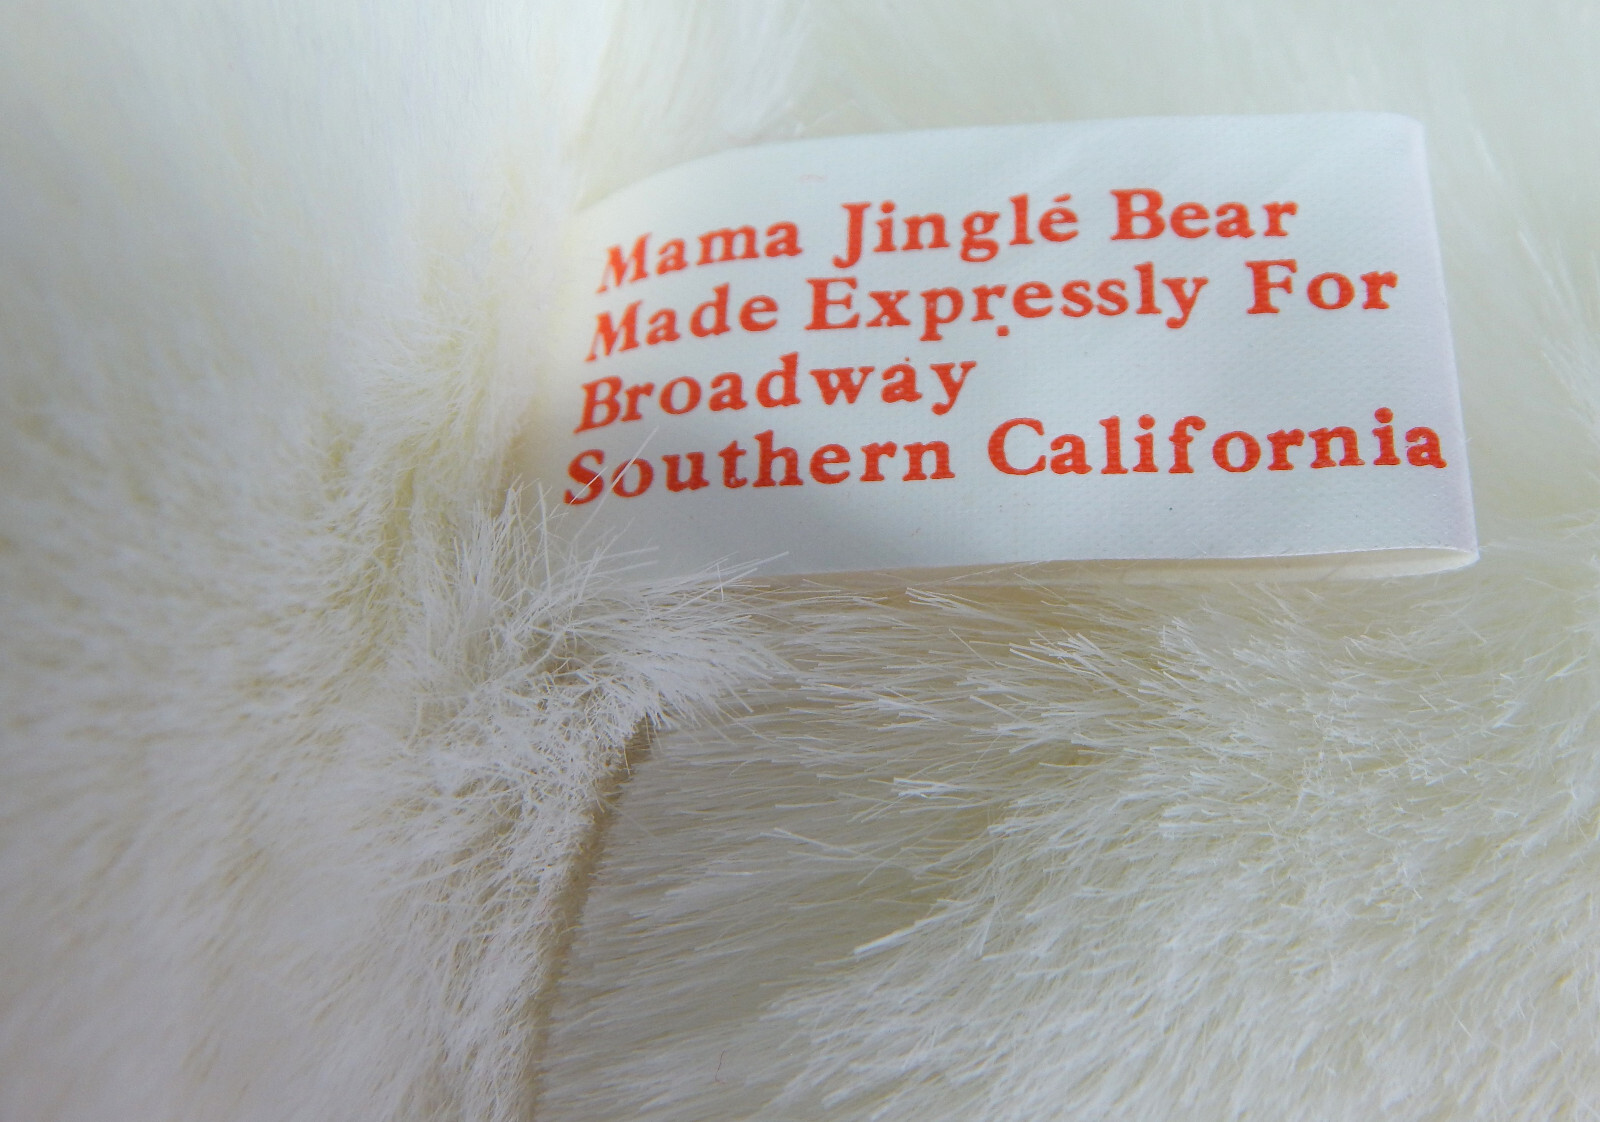 Mama Jinglé Bear
Made Expressly For
Broadway
Southern California